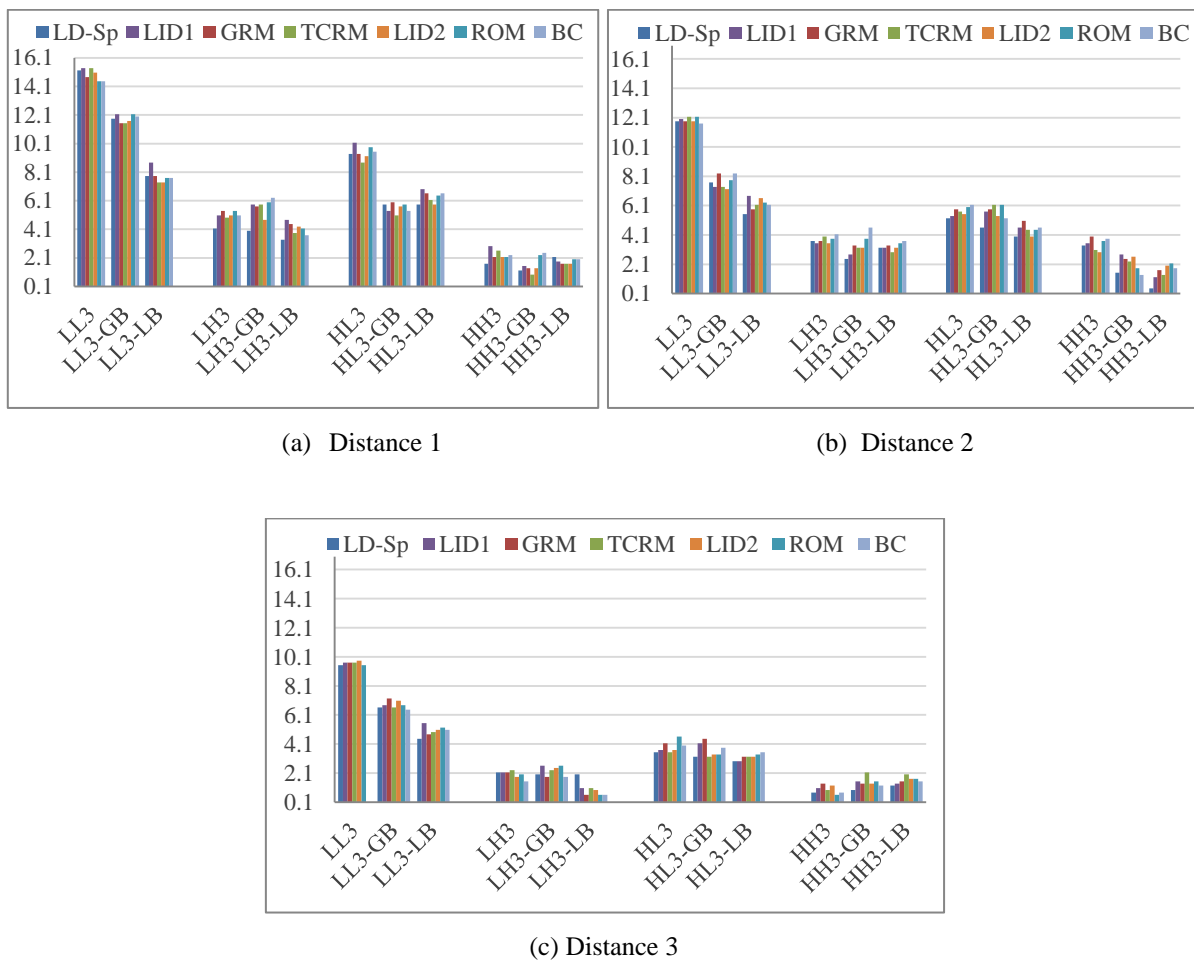 LD-Sp LID1 GRM TCRM LID2 ROM BC
16.1
14.1
12.1
10.1
8.1
6.1
4.1
2.1
0.1
LL3
LL3-GB
LL3-LB
LH3
LH3-GB
LH3-LB
HL3
HL3-GB
HL3-LB
HH3
HH3-GB
HH3-LB
(a) Distance 1
LD-Sp LID1 GRM TCRM LID2 ROM BC
16.1
14.1
12.1
10.1
8.1
6.1
4.1
2.1
0.1
LL3
LL3-GB
LL3-LB
LH3
LH3-GB
LH3-LB
HL3
HL3-GB
HL3-LB
HH3
HH3-GB
HH3-LB
(b) Distance 2
LD-Sp LID1 GRM TCRM LID2 ROM BC
16.1
14.1
12.1
10.1
8.1
6.1
4.1
2.1
0.1
LL3
LL3-GB
LL3-LB
LH3
LH3-GB
LH3-LB
HL3
HL3-GB
HL3-LB
HH3
HH3-GB
HH3-LB
(c) Distance 3